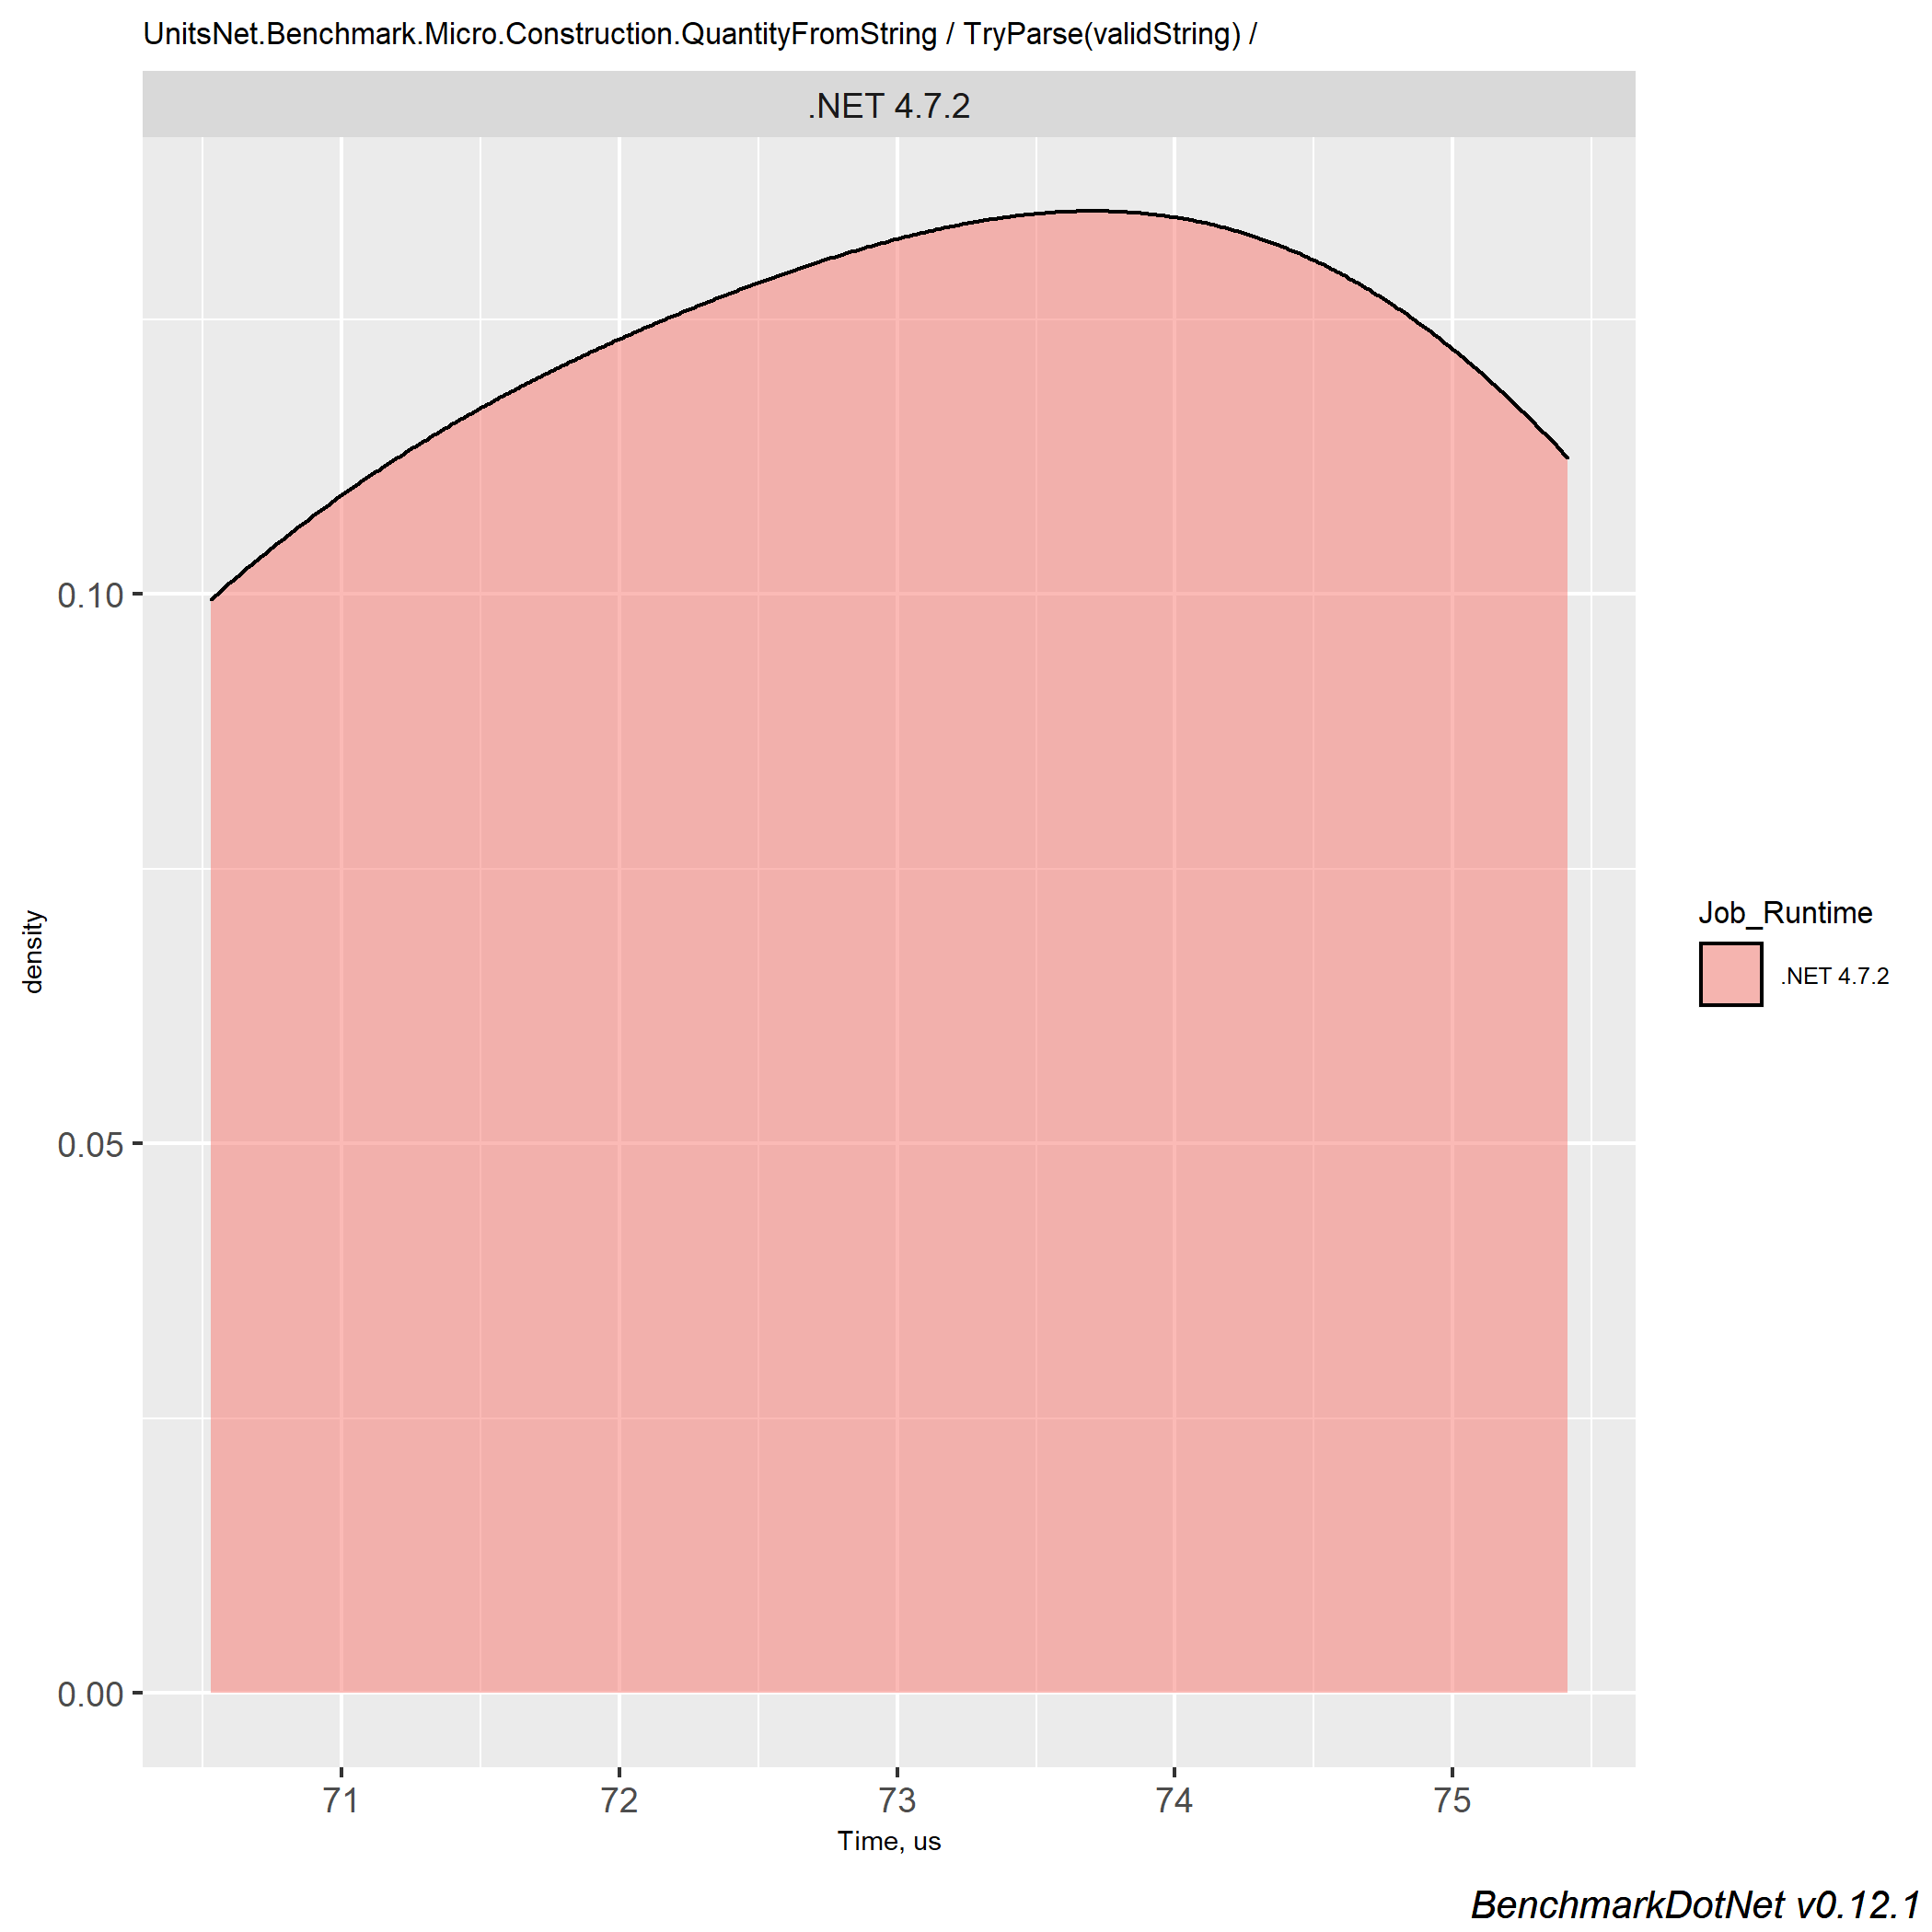 UnitsNet.Benchmark.Micro.Construction.QuantityFromString / TryParse(validString) /
.NET 4.7.2
0.10
0.05
0.00
density
71 72 73 74 75
Time, us
Job_Runtime
.NET 4.7.2
BenchmarkDotNet v0.12.1